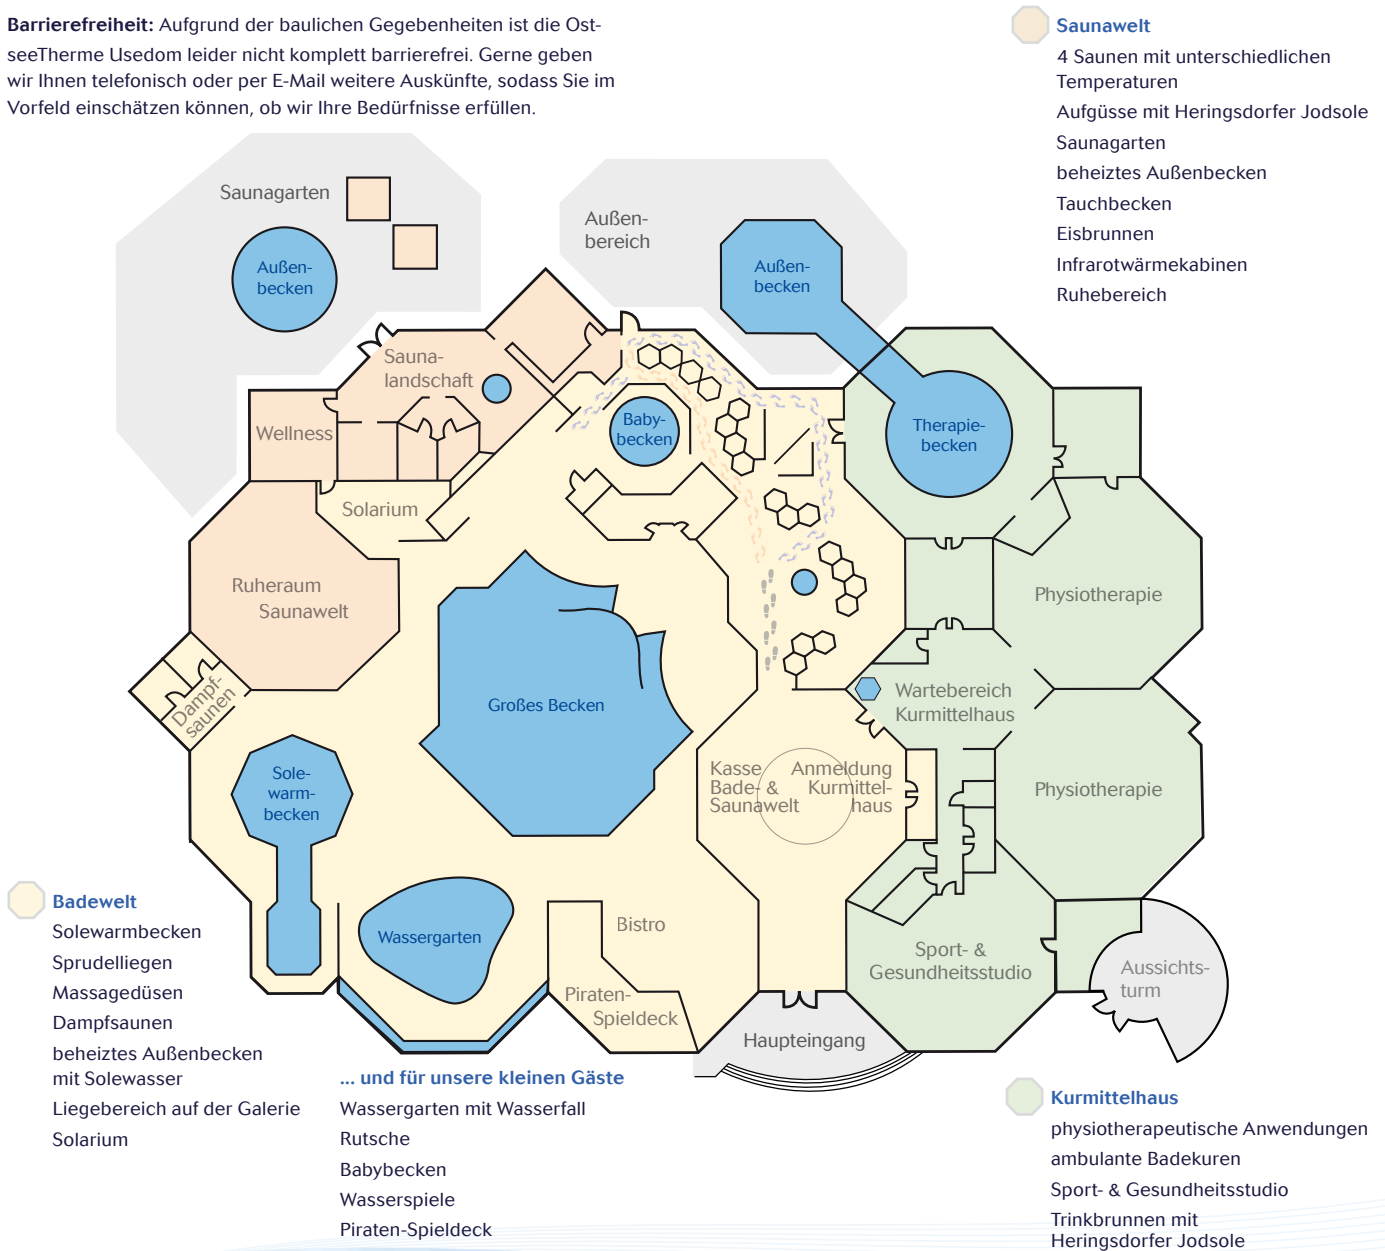 Barrierefreiheit: Aufgrund der baulichen Gegebenheiten ist die Ost-
seeTherme Usedom leider nicht komplett barrierefrei. Gerne geben
wir Ihnen telefonisch oder per E-Mail weitere Auskünfte, sodass Sie im
Vorfeld einschätzen können, ob wir Ihre Bedürfnisse erfüllen.
Saunawelt
4 Saunen mit unterschiedlichen
Temperaturen
Aufgüsse mit Heringsdorfer Jodsole
Saunagarten
beheiztes Außenbecken
Tauchbecken
Eisbrunnen
Infrarotwärmekabinen
Ruhebereich
Saunagarten
Außen-
becken
Außen-
bereich
Außen-
becken
Sauna-
landschaft
Wellness
Baby-
becken
Therapie-
becken
Solarium
Ruheraum
Saunawelt
Physiotherapie
Dampf-
saunen
Großes Becken
Wartebereich
Kurmittelhaus
Sole-
warm-
becken
Kasse
Bade- &
Saunawelt
Anmeldung
Kurmittel-
haus
Physiotherapie
Wassergarten
Bistro
Piraten-
Spieldeck
Sport- &
Gesundheitsstudio
Aussichts-
turm
Haupteingang
Badewelt
Solewarmbecken
Sprudelliegen
Massagedüsen
Dampfsaunen
beheiztes Außenbecken
mit Solewasser
Liegebereich auf der Galerie
Solarium
... und für unsere kleinen Gäste
Wassergarten mit Wasserfall
Rutsche
Babybecken
Wasserspiele
Piraten-Spieldeck
Kurmittelhaus
physiotherapeutische Anwendungen
ambulante Badekuren
Sport- & Gesundheitsstudio
Trinkbrunnen mit
Heringsdorfer Jodsole